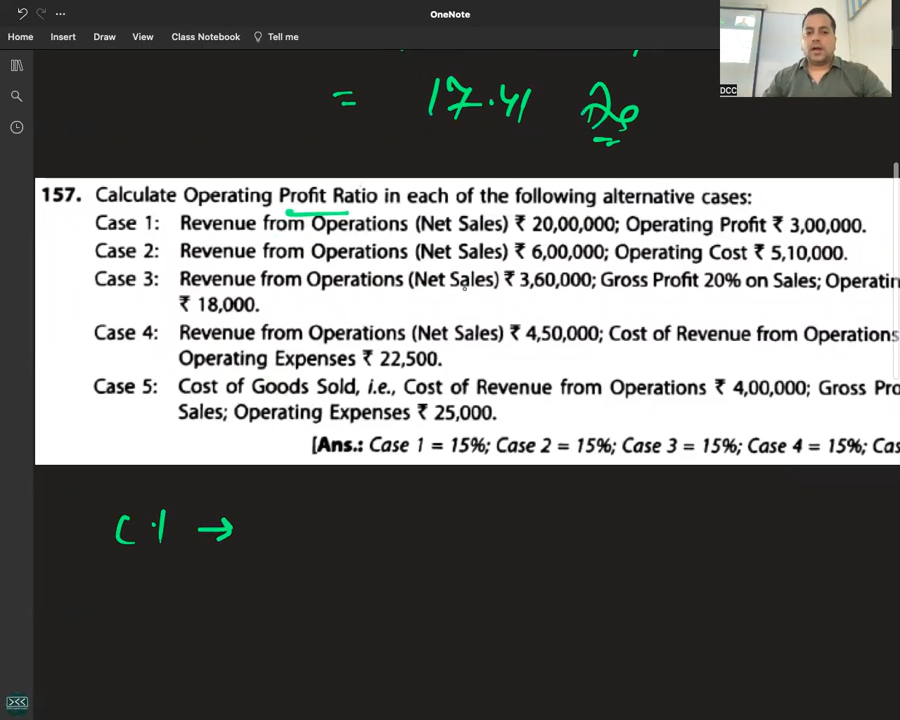 OneNote
Home Insert Draw View Class Notebook Tell me
DCC
= 17.41 %
157. Calculate Operating Profit Ratio in each of the following alternative cases:
Case 1: Revenue from Operations (Net Sales) ₹ 20,00,000; Operating Profit ₹ 3,00,000.
Case 2: Revenue from Operations (Net Sales) ₹ 6,00,000; Operating Cost ₹ 5,10,000.
Case 3: Revenue from Operations (Net Sales) ₹ 3,60,000; Gross Profit 20% on Sales;
₹ 18,000.
Case 4: Revenue from Operations (Net Sales) ₹ 4,50,000; Cost of Revenue from Operations
Operating Expenses ₹ 22,500.
Case 5: Cost of Goods Sold, i.e., Cost of Revenue from Operations ₹ 4,00,000; Gross
Sales; Operating Expenses ₹ 25,000.
[Ans.: Case 1 = 15%; Case 2 = 15%; Case 3 = 15%; Case 4 = 15%;
C.1 →